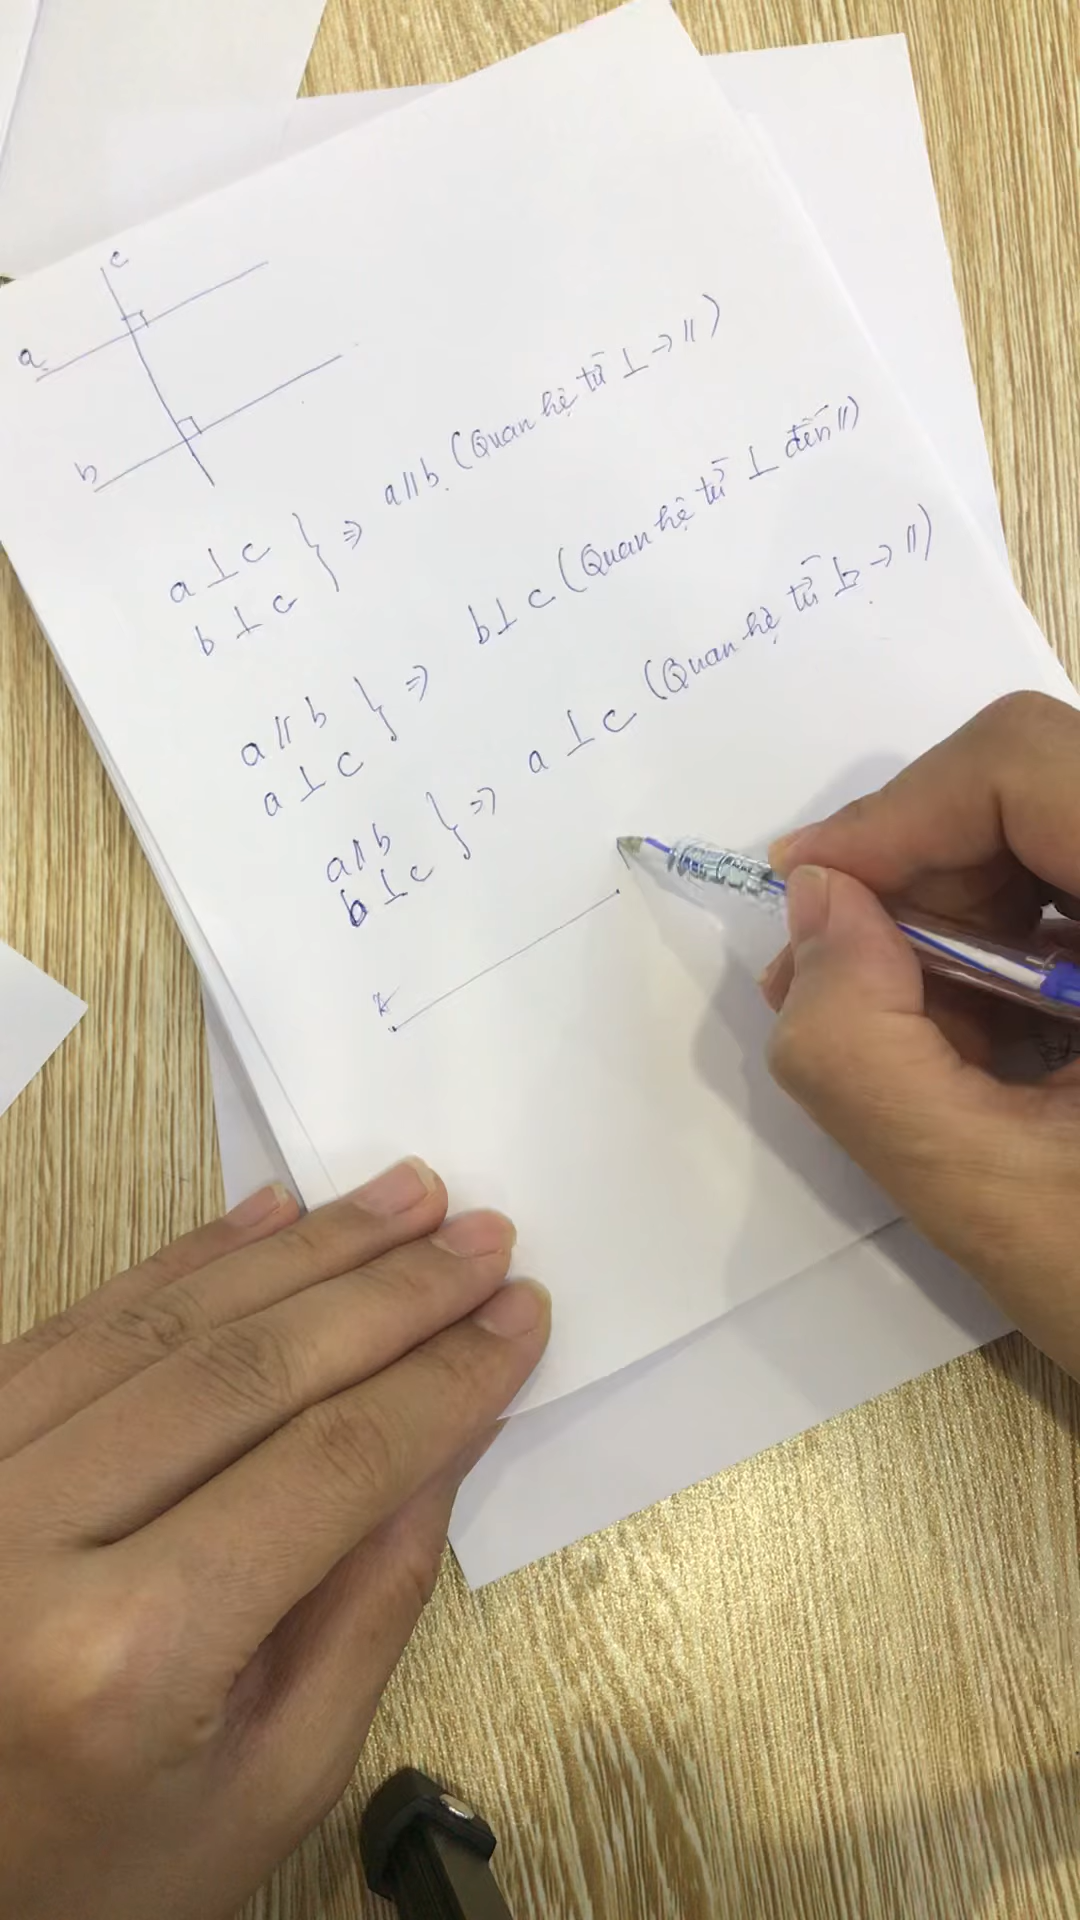 c
a
b
a ⊥ c
b ⊥ c } => a // b. (Quan hệ từ ⊥ -> //)
a // b
a ⊥ c } => b ⊥ c (Quan hệ từ ⊥ đến //)
a // b
b ⊥ c } => a ⊥ c (Quan hệ từ ⊥ -> //)